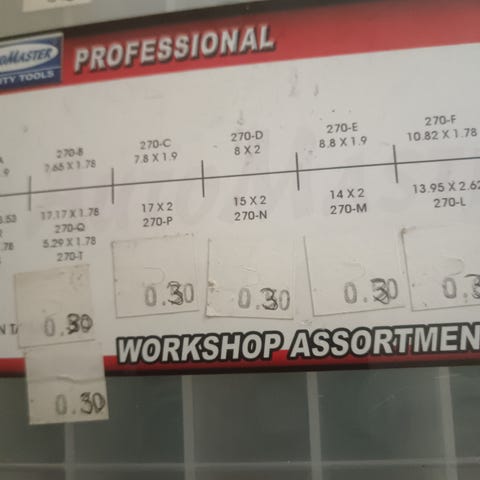 MASTER
PROFESSIONAL
TY TOOLS
270-B
7.65 X 1.78
270-C
7.8 X 1.9
270-D
8 X 2
270-E
8.8 X 1.9
270-F
10.82 X 1.78
17.17 X 1.78
270-Q
5.29 X 1.78
270-T
17 X 2
270-P
15 X 2
270-N
14 X 2
270-M
13.95 X 2.62
270-L
0.30
0.30
0.30
0.30
0.30
WORKSHOP ASSORTMEN